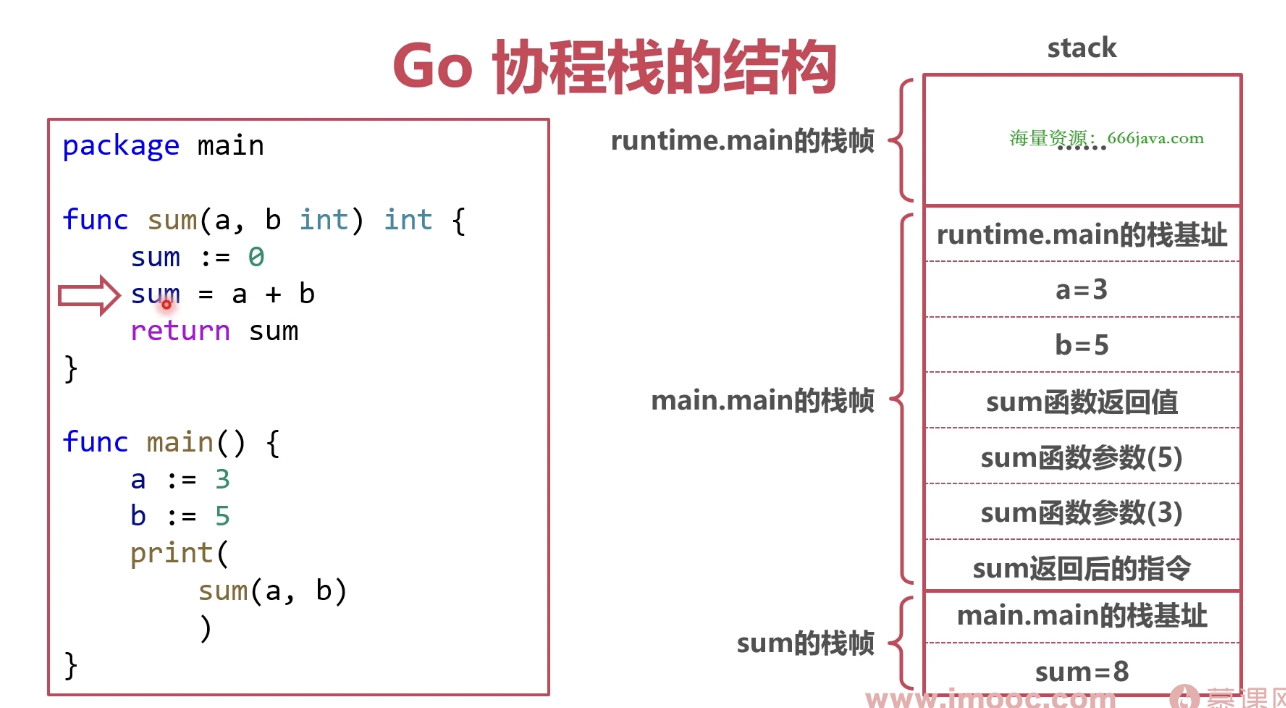 Go 协程栈的结构
package main
func sum(a, b int) int {
sum := 0
sum = a + b
return sum
}
func main() {
a := 3
b := 5
print(
sum(a, b)
)
}
stack
runtime.main的栈帧
海量资源：666java.com
......
main.main的栈帧
runtime.main的栈基址
a=3
b=5
sum函数返回值
sum函数参数(5)
sum函数参数(3)
sum返回后的指令
sum的栈帧
main.main的栈基址
sum=8
www.imooc.com 慕课网